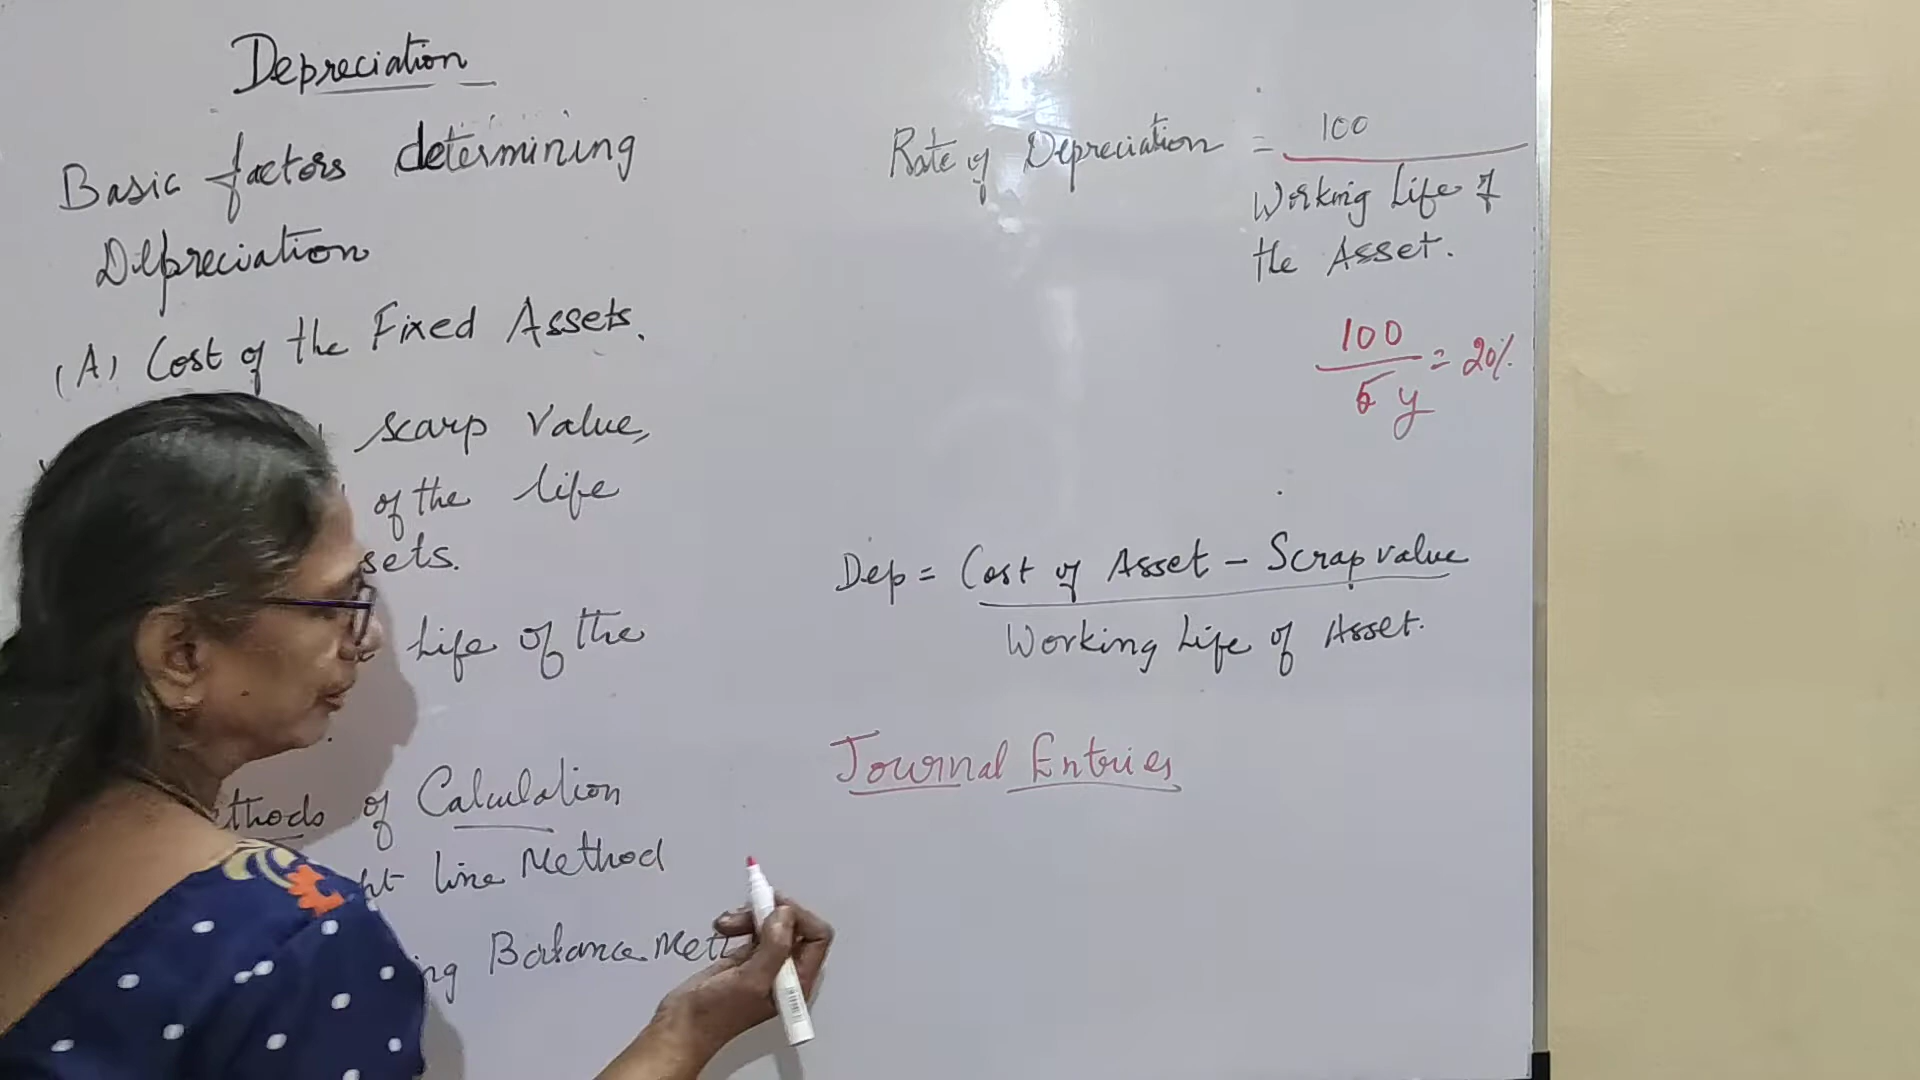 Depreciation
Basic factors determining
Depreciation
(A) Cost of the Fixed Assets.
scarp value,
of the life
sets.
life of the
thods of Calculation
line Method
ng Balance Met
Rate of Depreciation = 100
Working Life of
the Asset.
100
5 y = 20%
Dep = Cost of Asset - Scrap value
Working Life of Asset.
Journal Entries